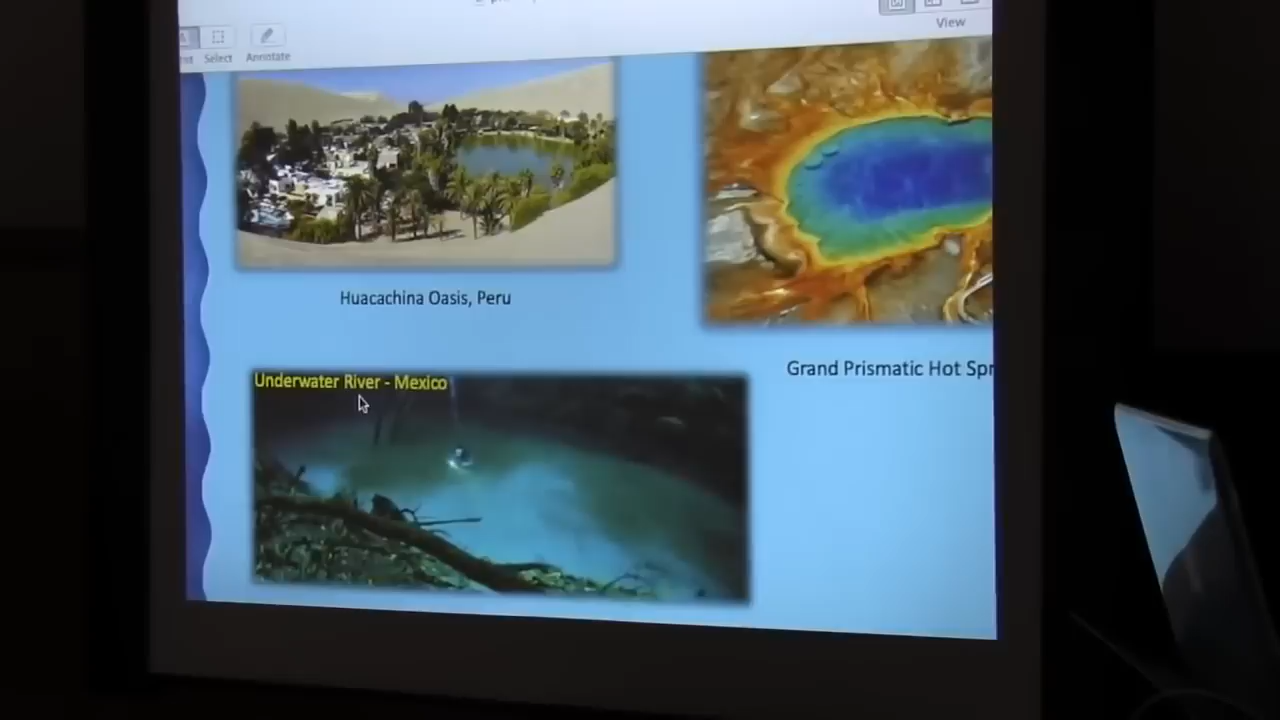 View
Select
Annotate
Huacachina Oasis, Peru
Grand Prismatic Hot Spr
Underwater River - Mexico